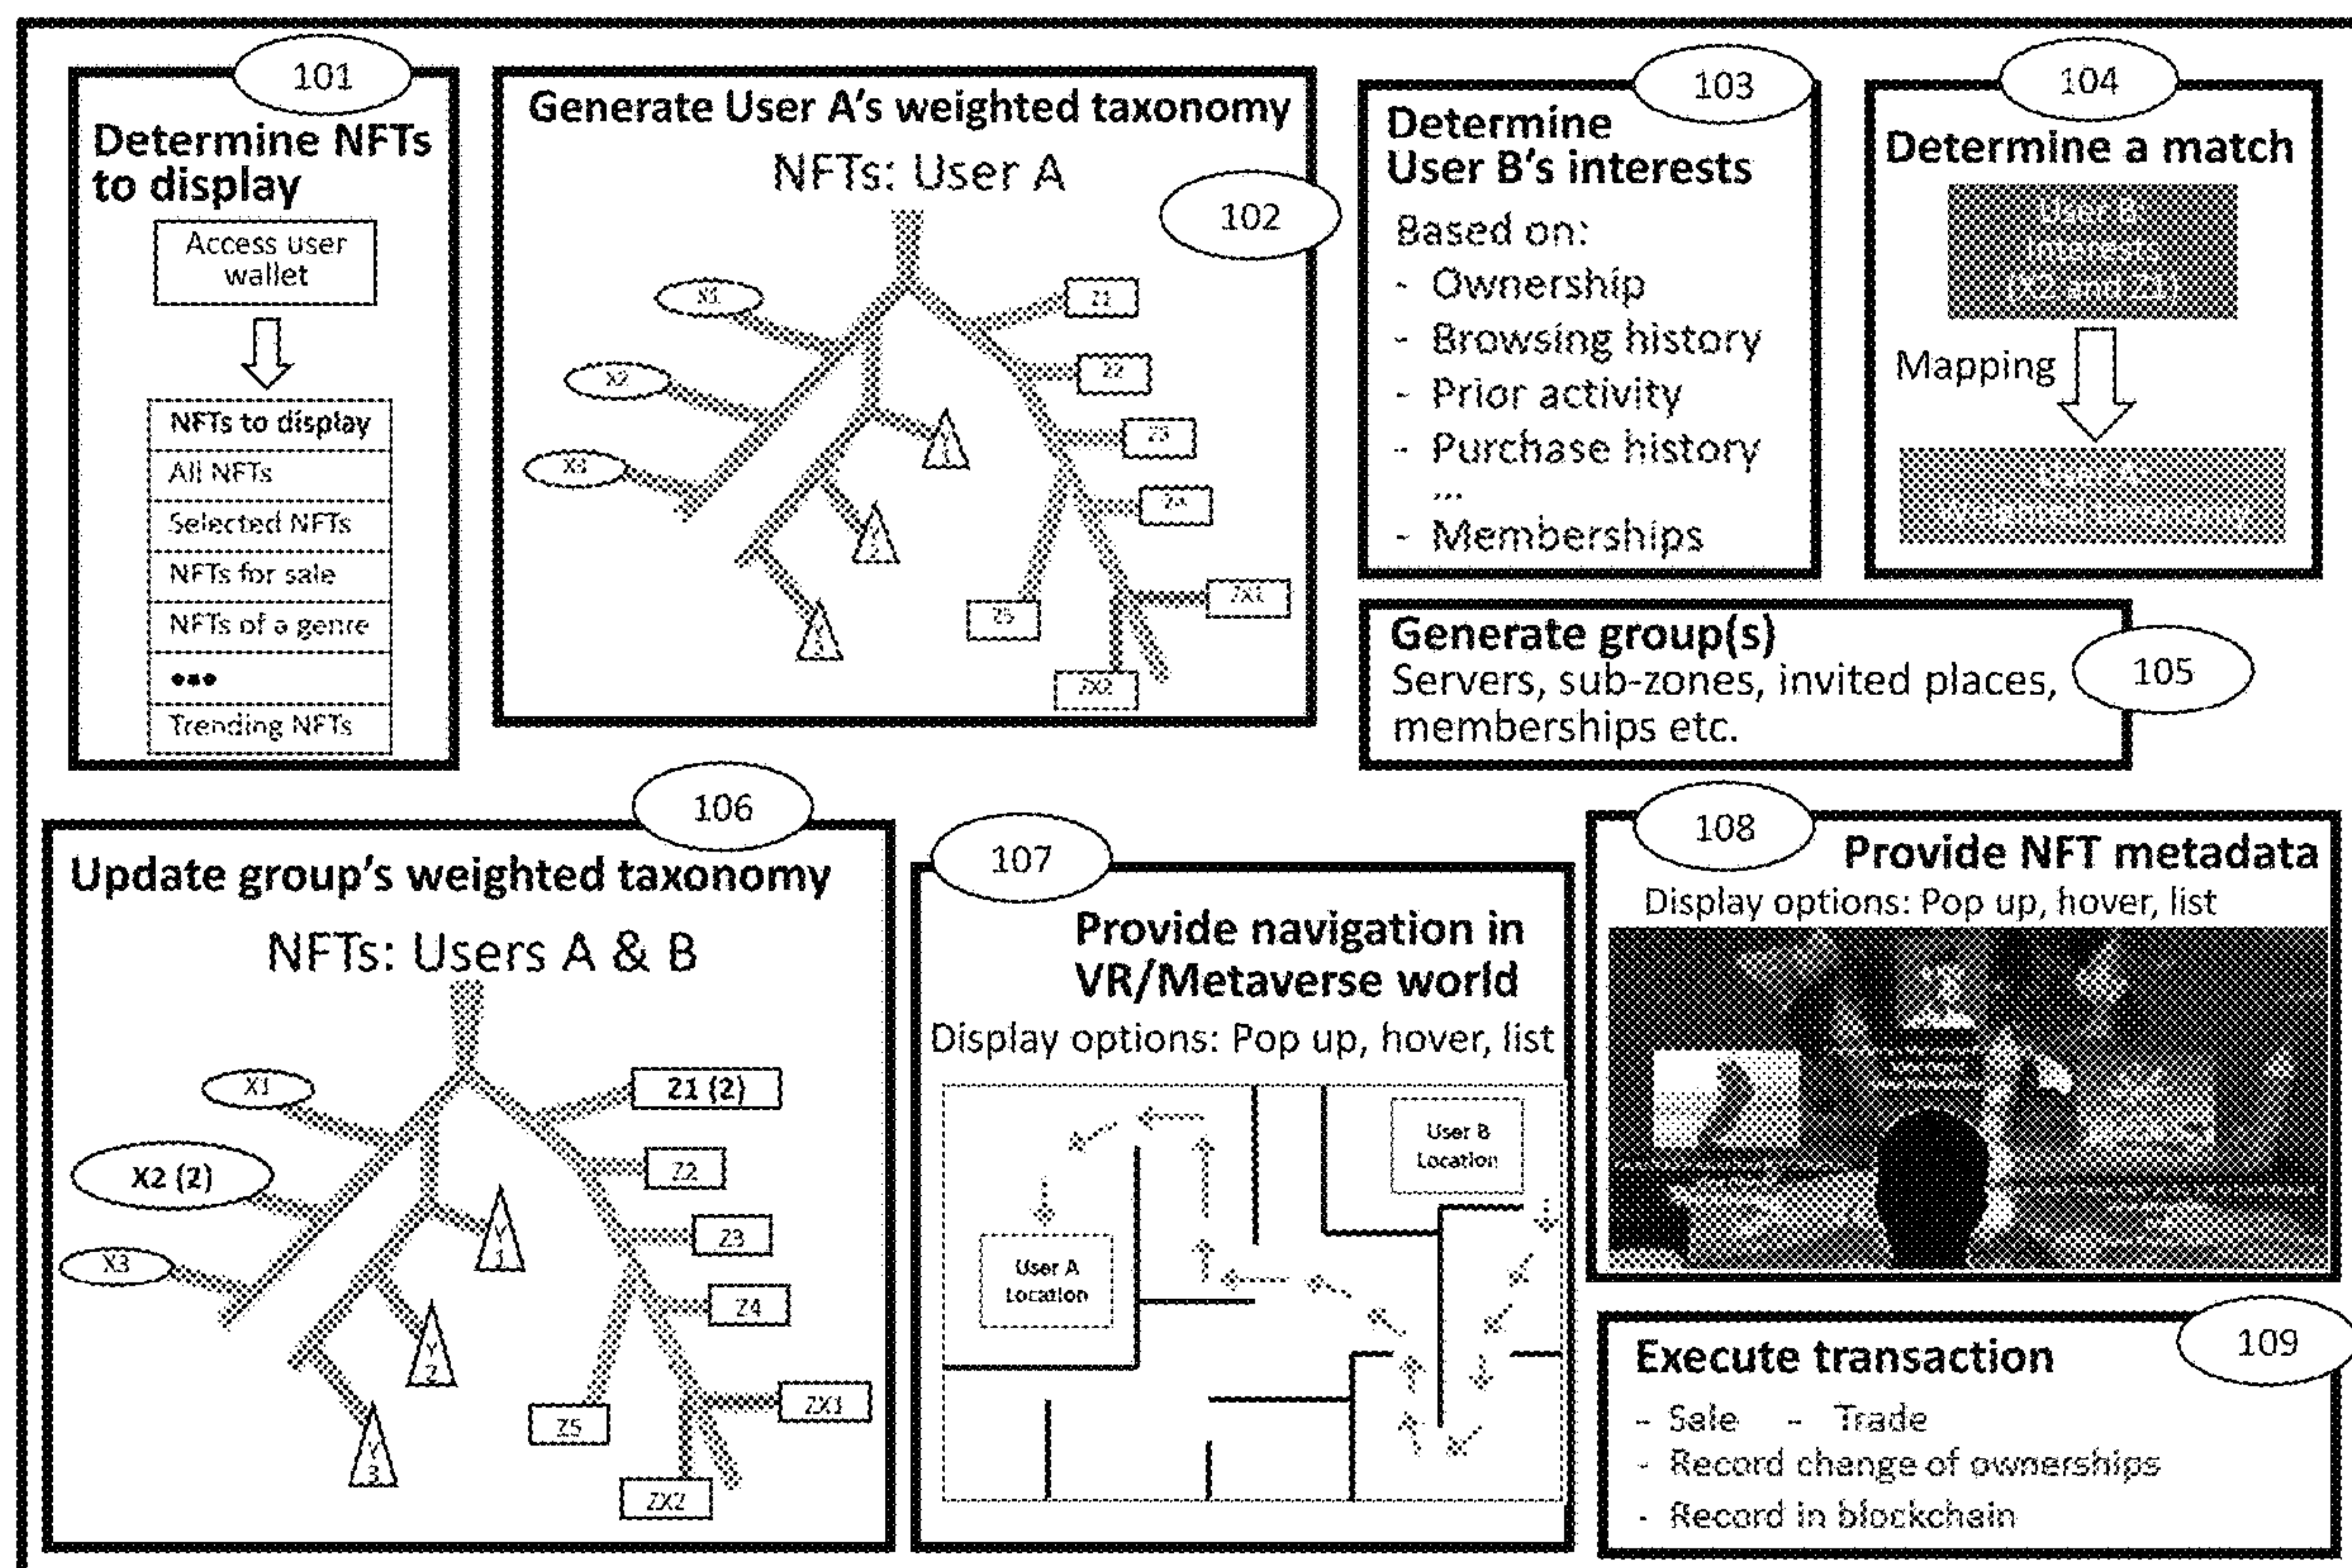 101
Determine NFTs
to display
Access user
wallet
NFTs to display
All NFTs
Selected NFTs
NFTs for sale
NFTs of a genre
•••
Trending NFTs
102
Generate User A's weighted taxonomy
NFTs: User A
X1
X2
X3
Y
1
Z1
Z2
Z3
Z4
Z5
ZX1
ZX2
103
Determine
User B's interests
Based on:
- Ownership
- Browsing history
- Prior activity
- Purchase history
...
- Memberships
104
Determine a match
User B
Interests
and Z1)
Mapping
User A
105
Generate group(s)
Servers, sub-zones, invited places,
memberships etc.
106
Update group's weighted taxonomy
NFTs: Users A & B
X1
X2 (2)
X3
Y
1
Y
2
Y
3
Z1 (2)
Z2
Z3
Z4
Z5
ZX1
ZX2
107
Provide navigation in
VR/Metaverse world
Display options: Pop up, hover, list
User B
Location
User A
Location
108
Provide NFT metadata
Display options: Pop up, hover, list
109
Execute transaction
- Sale - Trade
- Record change of ownerships
- Record in blockchain